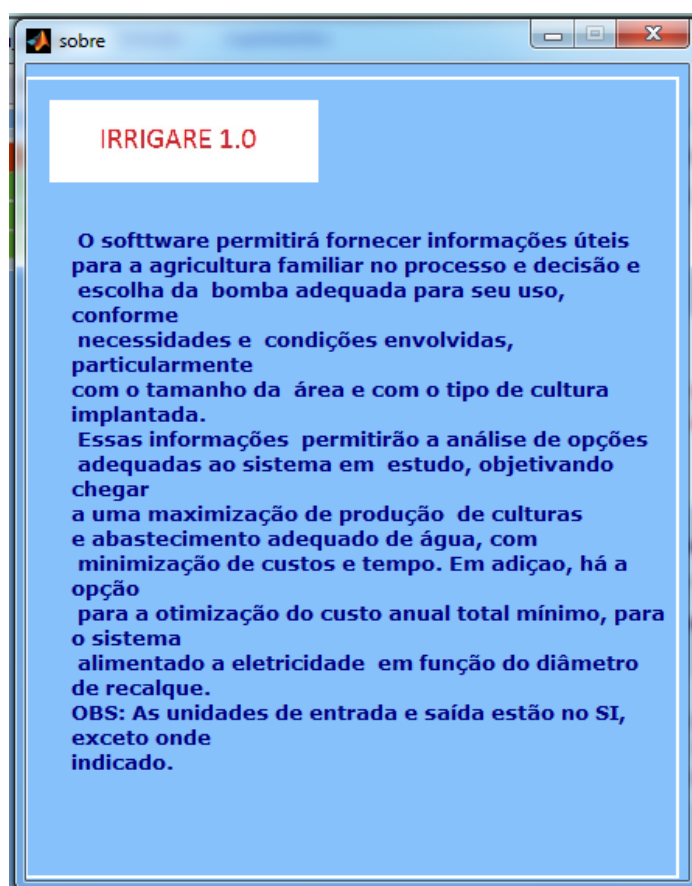 sobre
IRRIGARE 1.0
O softtware permitirá fornecer informações úteis
para a agricultura familiar no processo e decisão e
escolha da bomba adequada para seu uso,
conforme
necessidades e condições envolvidas,
particularmente
com o tamanho da área e com o tipo de cultura
implantada.
Essas informações permitirão a análise de opções
adequadas ao sistema em estudo, objetivando
chegar
a uma maximização de produção de culturas
e abastecimento adequado de água, com
minimização de custos e tempo. Em adiçao, há a
opção
para a otimização do custo anual total mínimo, para
o sistema
alimentado a eletricidade em função do diâmetro
de recalque.
OBS: As unidades de entrada e saída estão no SI,
exceto onde
indicado.